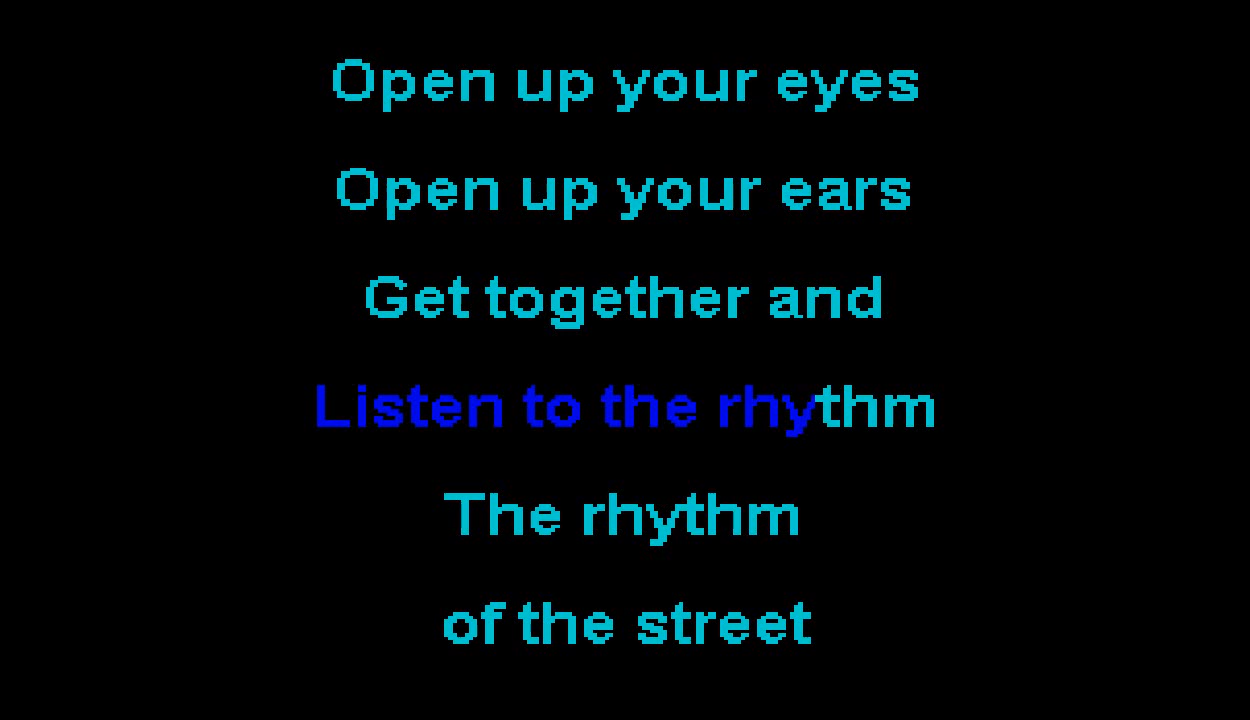 Open up your eyes
Open up your ears
Get together and
Listen to the rhythm
The rhythm
of the street